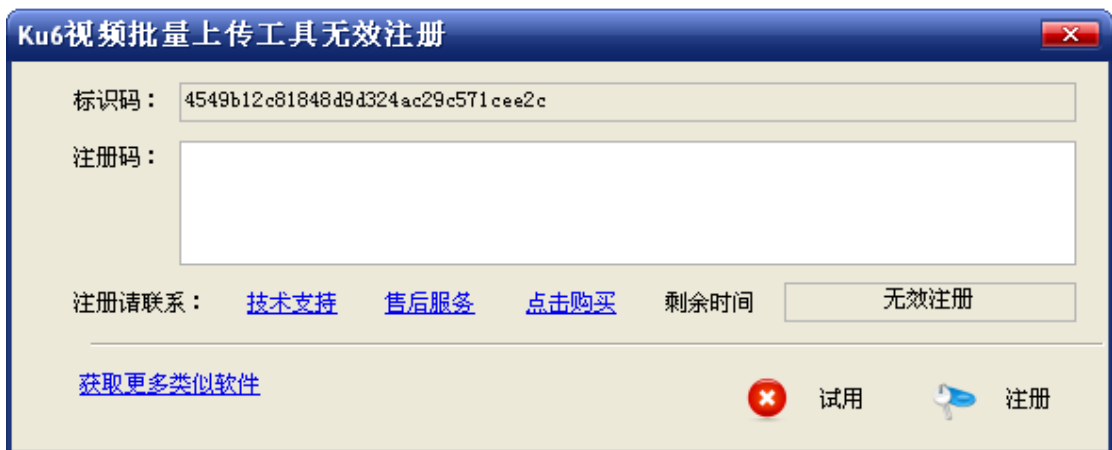 Ku6视频批量上传工具无效注册
标识码： 4549b12c81848d9d324ac29c571cee2c
注册码：
注册请联系： 技术支持 售后服务 点击购买 剩余时间 无效注册
获取更多类似软件 试用 注册